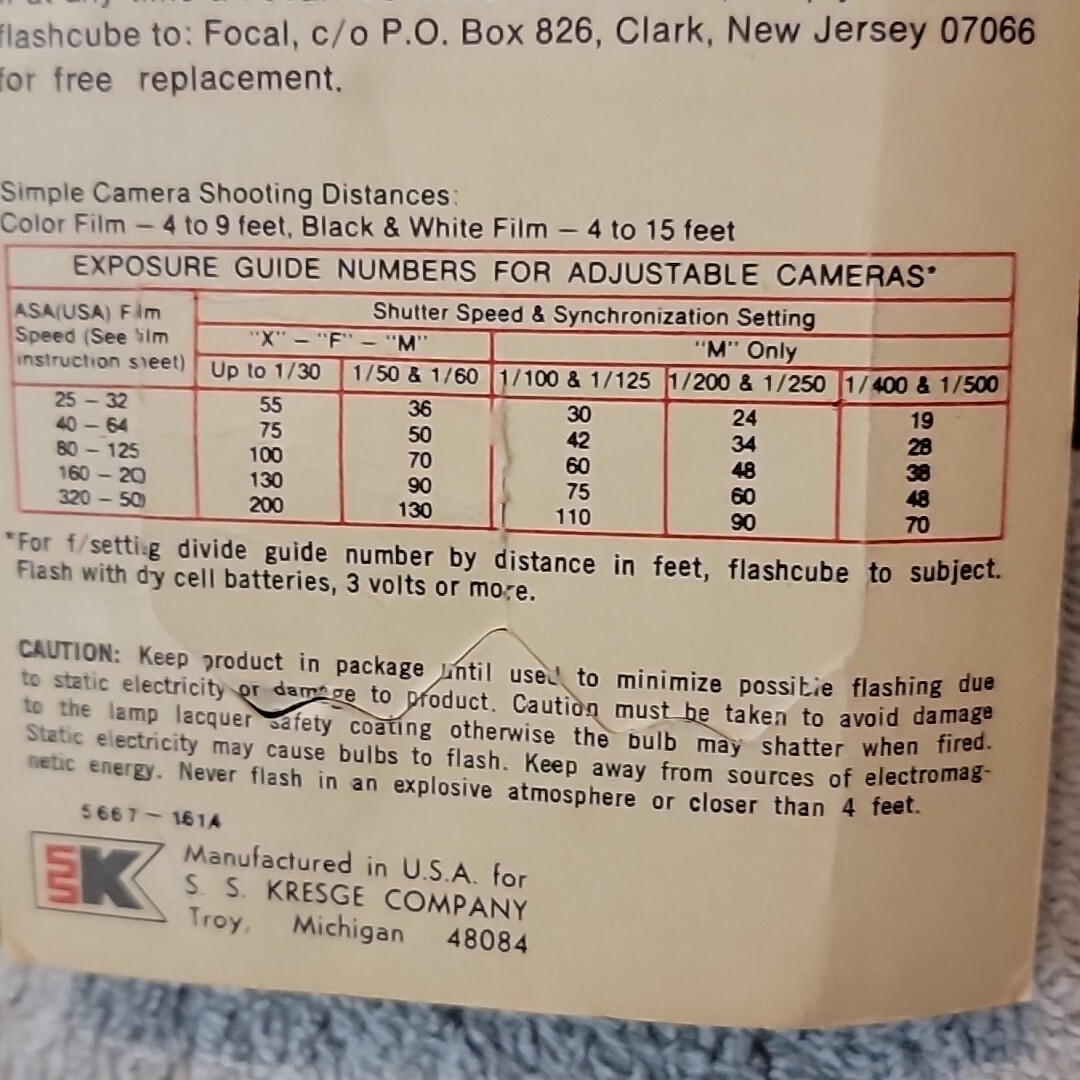 flashcube to: Focal, c/o P.O. Box 826, Clark, New Jersey 07066
for free replacement.
Simple Camera Shooting Distances:
Color Film – 4 to 9 feet, Black & White Film – 4 to 15 feet
EXPOSURE GUIDE NUMBERS FOR ADJUSTABLE CAMERAS*
ASA(USA) Film
Speed (See film
instruction sheet)
Shutter Speed & Synchronization Setting
"X" – "F" – "M"
"M" Only
Up to 1/30 1/50 & 1/60 1/100 & 1/125 1/200 & 1/250 1/400 & 1/500
25 – 32 55 36 30 24 19
40 – 64 75 50 42 34 28
80 – 125 100 70 60 48 38
160 – 200 130 90 75 60 48
320 – 500 200 130 110 90 70
*For f/setting divide guide number by distance in feet, flashcube to subject.
Flash with dry cell batteries, 3 volts or more.
CAUTION: Keep product in package until used to minimize possible flashing due
to static electricity or damage to product. Caution must be taken to avoid damage
to the lamp lacquer safety coating otherwise the bulb may shatter when fired.
Static electricity may cause bulbs to flash. Keep away from sources of electromag-
netic energy. Never flash in an explosive atmosphere or closer than 4 feet.
5667 – 161A
SSK
Manufactured in U.S.A. for
S. S. KRESGE COMPANY
Troy, Michigan 48084